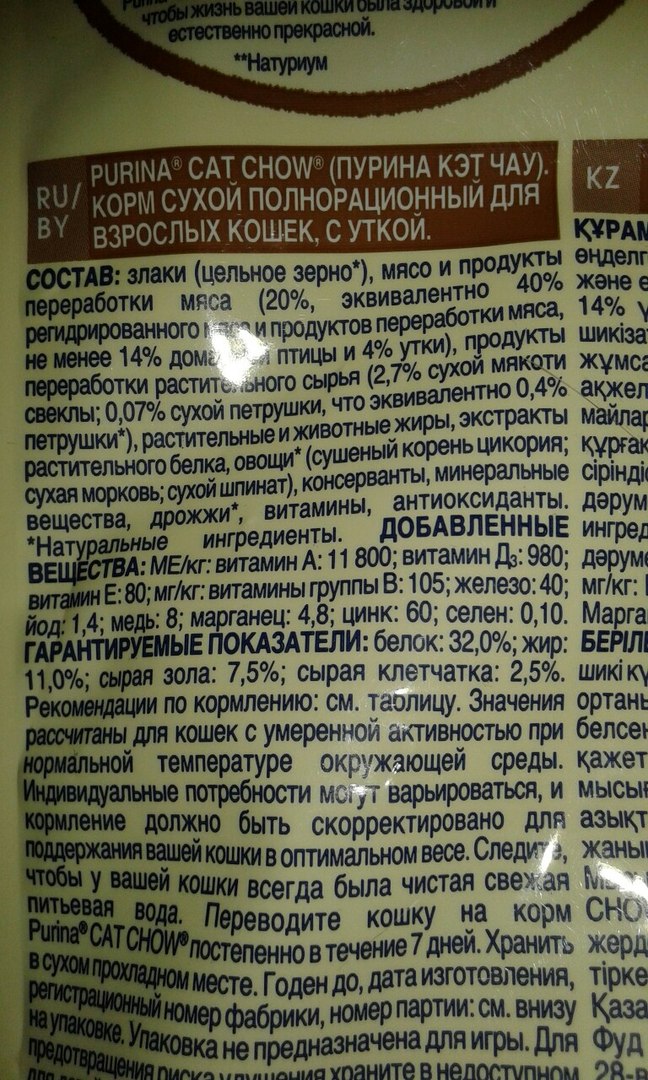 чтобы жизнь вашей кошки была здоровой и
естественно прекрасной.
**Натуриум
RU/
BY
PURINA® CAT CHOW® (ПУРИНА КЭТ ЧАУ).
КОРМ СУХОЙ ПОЛНОРАЦИОННЫЙ ДЛЯ
ВЗРОСЛЫХ КОШЕК, С УТКОЙ.
СОСТАВ: злаки (цельное зерно*), мясо и продукты
переработки мяса (20%, эквивалентно 40%
регидрированного мяса и продуктов переработки мяса,
не менее 14% домашней птицы и 4% утки), продукты
переработки растительного сырья (2,7% сухой мякоти
свеклы; 0,07% сухой петрушки, что эквивалентно 0,4%
петрушки*), растительные и животные жиры, экстракты
растительного белка, овощи* (сушеный корень цикория;
сухая морковь; сухой шпинат), консерванты, минеральные
вещества, дрожжи*, витамины, антиоксиданты.
*Натуральные ингредиенты. ДОБАВЛЕННЫЕ
ВЕЩЕСТВА: МЕ/кг: витамин А: 11 800; витамин Д₃: 980;
витамин Е: 80; мг/кг: витамины группы В: 105; железо: 40;
йод: 1,4; медь: 8; марганец: 4,8; цинк: 60; селен: 0,10.
ГАРАНТИРУЕМЫЕ ПОКАЗАТЕЛИ: белок: 32,0%; жир:
11,0%; сырая зола: 7,5%; сырая клетчатка: 2,5%.
Рекомендации по кормлению: см. таблицу. Значения
рассчитаны для кошек с умеренной активностью при
нормальной температуре окружающей среды.
Индивидуальные потребности могут варьироваться, и
кормление должно быть скорректировано для
поддержания вашей кошки в оптимальном весе. Следите,
чтобы у вашей кошки всегда была чистая свежая
питьевая вода. Переводите кошку на корм
Purina® CAT CHOW® постепенно в течение 7 дней. Хранить
в сухом прохладном месте. Годен до, дата изготовления,
регистрационный номер фабрики, номер партии: см. внизу
на упаковке. Упаковка не предназначена для игры. Для
предотвращения риска удушения храните в недоступном
KZ
ҚҰРАМ
өңделг
және е
14% ү
шикіза
жұмса
ақжел
майлар
құрғақ
сіріндіс
дәрум
ингред
дәруме
мг/кг:
Марга
БЕРІЛЕ
шикі кү
ортаны
белсен
қажет
мысығ
азықт
жаны
CHO
жерд
тірке
Қаза
Фуд
28-в